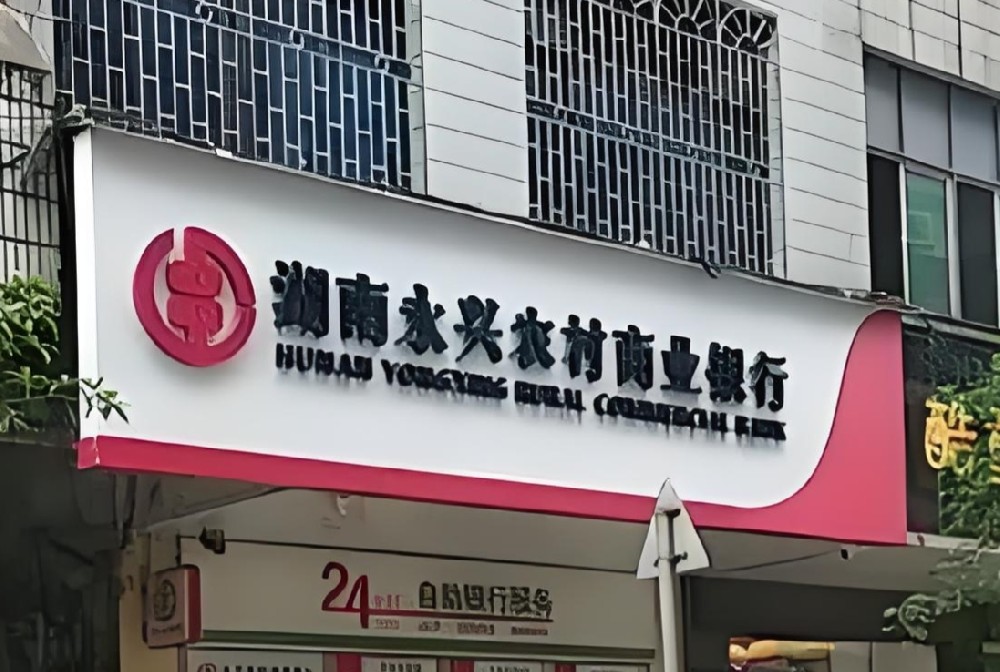 湖南永兴农村商业银行
HUNAN YONGXING RURAL COMMERCIAL BANK
24 自助银行服务